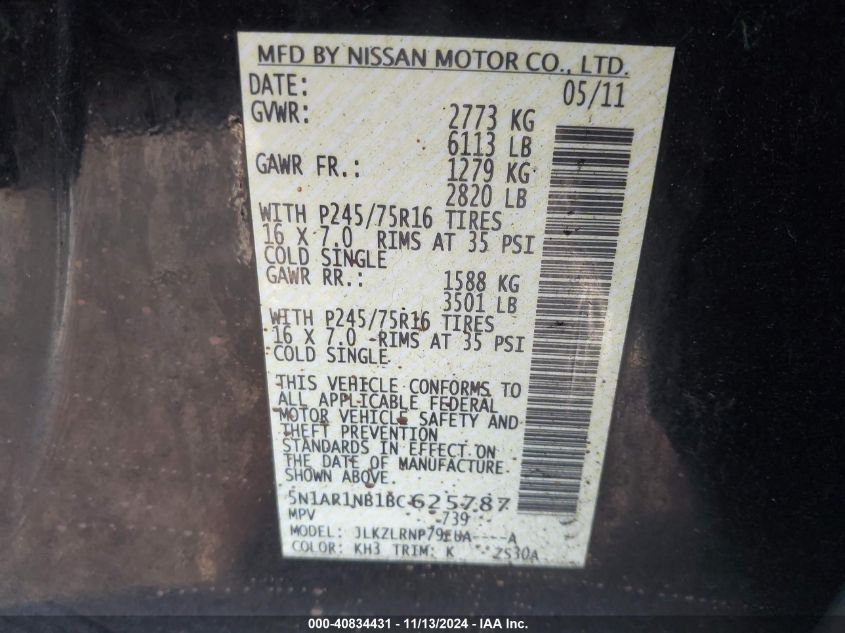 MFD BY NISSAN MOTOR CO., LTD.
DATE: 05/11
GVWR: 2773 KG
6113 LB
GAWR FR.: 1279 KG
2820 LB
WITH P245/75R16 TIRES
16 X 7.0 RIMS AT 35 PSI
COLD SINGLE
GAWR RR.: 1588 KG
3501 LB
WITH P245/75R16 TIRES
16 X 7.0 RIMS AT 35 PSI
COLD SINGLE
THIS VEHICLE CONFORMS TO
ALL APPLICABLE FEDERAL
MOTOR VEHICLE SAFETY AND
THEFT PREVENTION
STANDARDS IN EFFECT ON
THE DATE OF MANUFACTURE
SHOWN ABOVE.
5N1AR1NB1BC625787
MPV 739
MODEL: JLKZLRNP79EUA----A
COLOR: KH3 TRIM: K ZS30A
000-40834431 - 11/13/2024 - IAA, Inc.